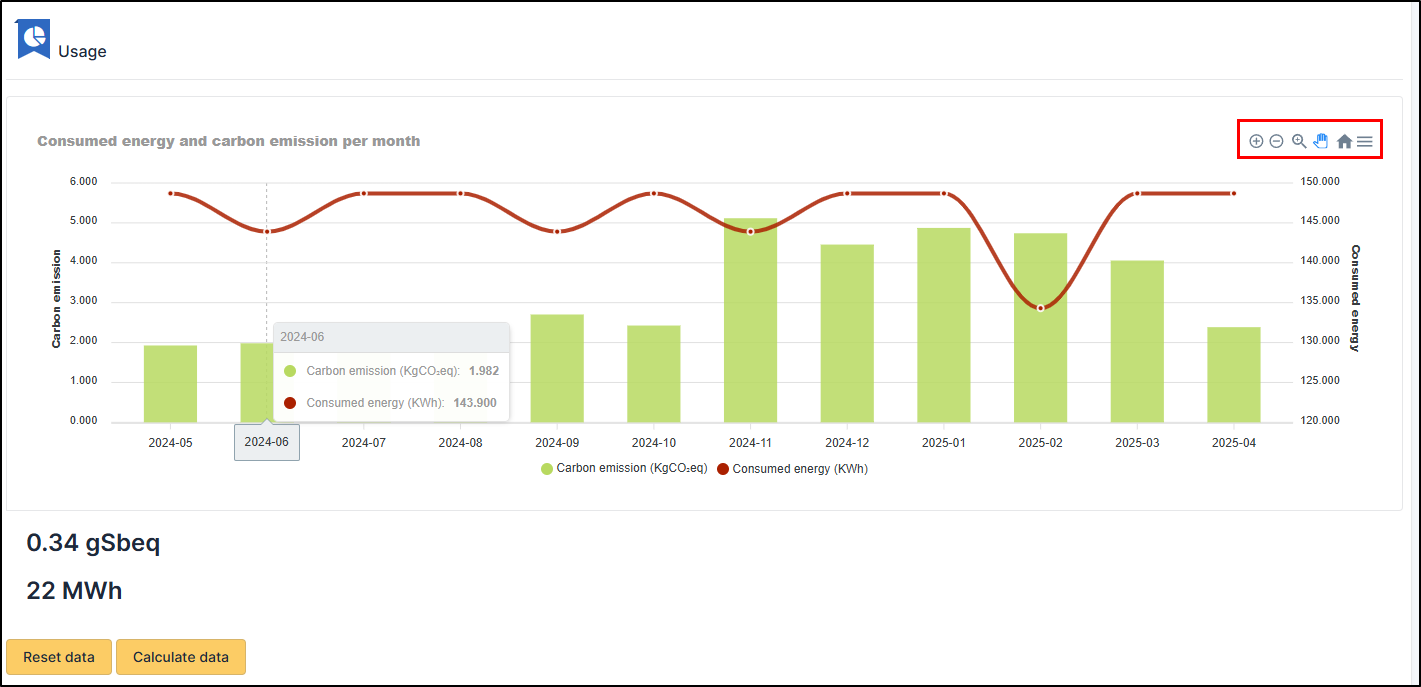 Usage
Consumed energy and carbon emission per month
6.000
5.000
4.000
3.000
2.000
1.000
0.000
Carbon emission
150.000
145.000
140.000
135.000
130.000
125.000
120.000
Consumed energy
2024-06
Carbon emission (KgCO₂eq): 1.982
Consumed energy (KWh): 143.900
2024-05 2024-06 2024-07 2024-08 2024-09 2024-10 2024-11 2024-12 2025-01 2025-02 2025-03 2025-04
Carbon emission (KgCO₂eq) Consumed energy (KWh)
0.34 gSbeq
22 MWh
Reset data Calculate data